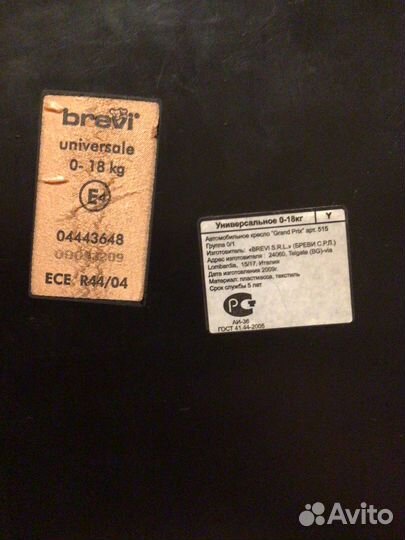 brevi
universale
0- 18 kg
E4
04443648
ECE R44/04
Универсальное 0-18кг Y
Автомобильное кресло "Grand Prix" арт. 515
Группа 0/1
Изготовитель: «BREVI S.R.L.» (БРЕВИ С.Р.Л.)
Адрес изготовителя : 24060, Telgate (BG)-via
Lombardia, 15/17, Италия
Дата изготовления 2009г.
Материал: пластмасса, текстиль
Срок службы 5 лет
АИ-36
ГОСТ 41.44-2005
Avito